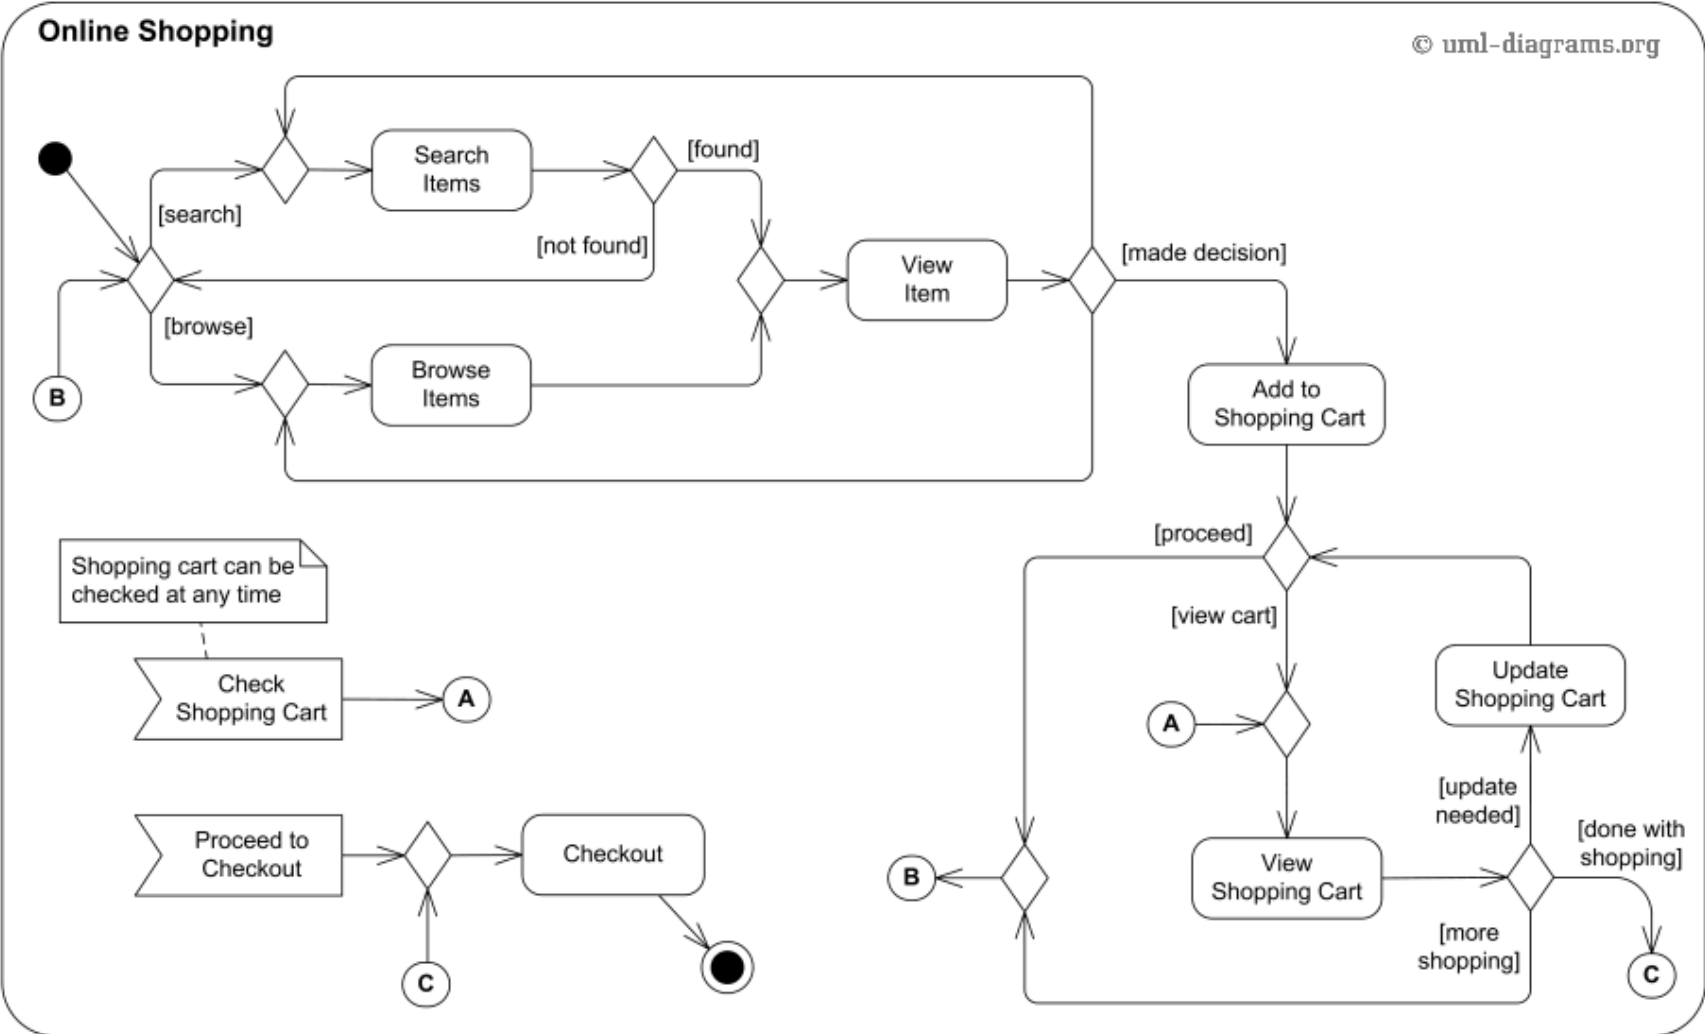 Online Shopping
© uml-diagrams.org
Search
Items
[found]
[search]
[not found]
[made decision]
View
Item
[browse]
Browse
Items
B
Add to
Shopping Cart
[proceed]
Shopping cart can be
checked at any time
[view cart]
Check
Shopping Cart
A
A
Update
Shopping Cart
[update
needed]
[done with
shopping]
Proceed to
Checkout
Checkout
B
View
Shopping Cart
[more
shopping]
C
C